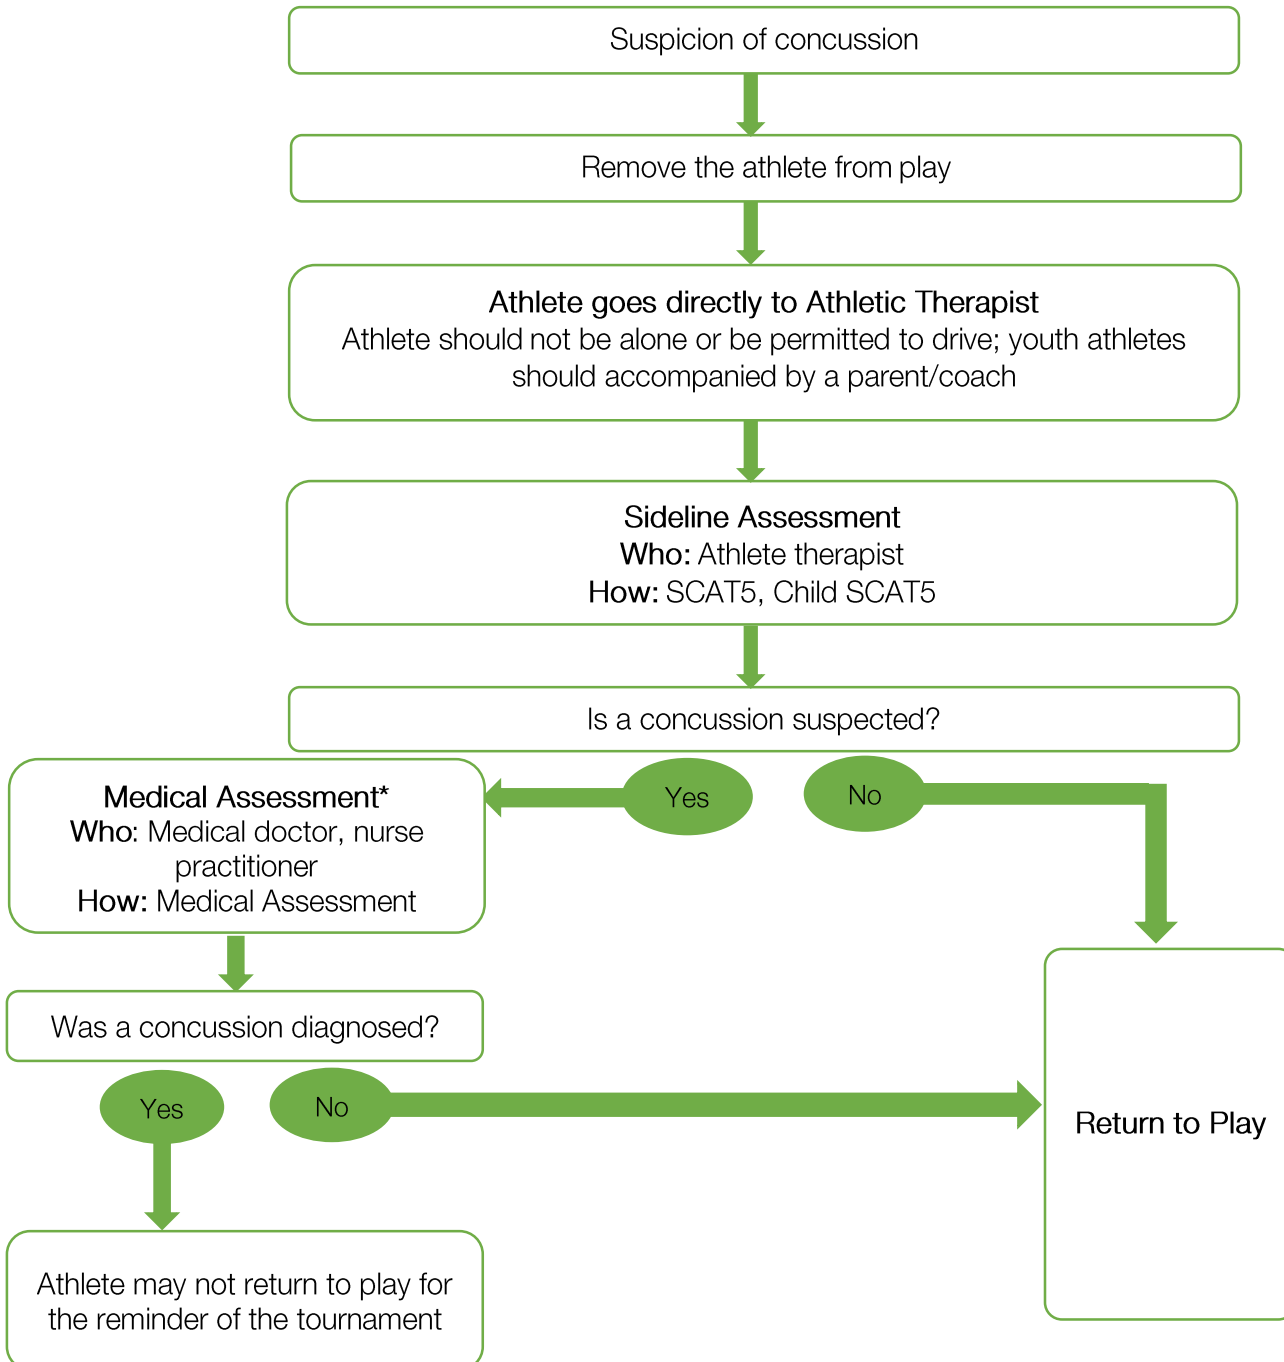 Suspicion of concussion
Remove the athlete from play
Athlete goes directly to Athletic Therapist
Athlete should not be alone or be permitted to drive; youth athletes
should accompanied by a parent/coach
Sideline Assessment
Who: Athlete therapist
How: SCAT5, Child SCAT5
Is a concussion suspected?
Yes
No
Medical Assessment*
Who: Medical doctor, nurse
practitioner
How: Medical Assessment
Was a concussion diagnosed?
Yes
No
Return to Play
Athlete may not return to play for
the reminder of the tournament